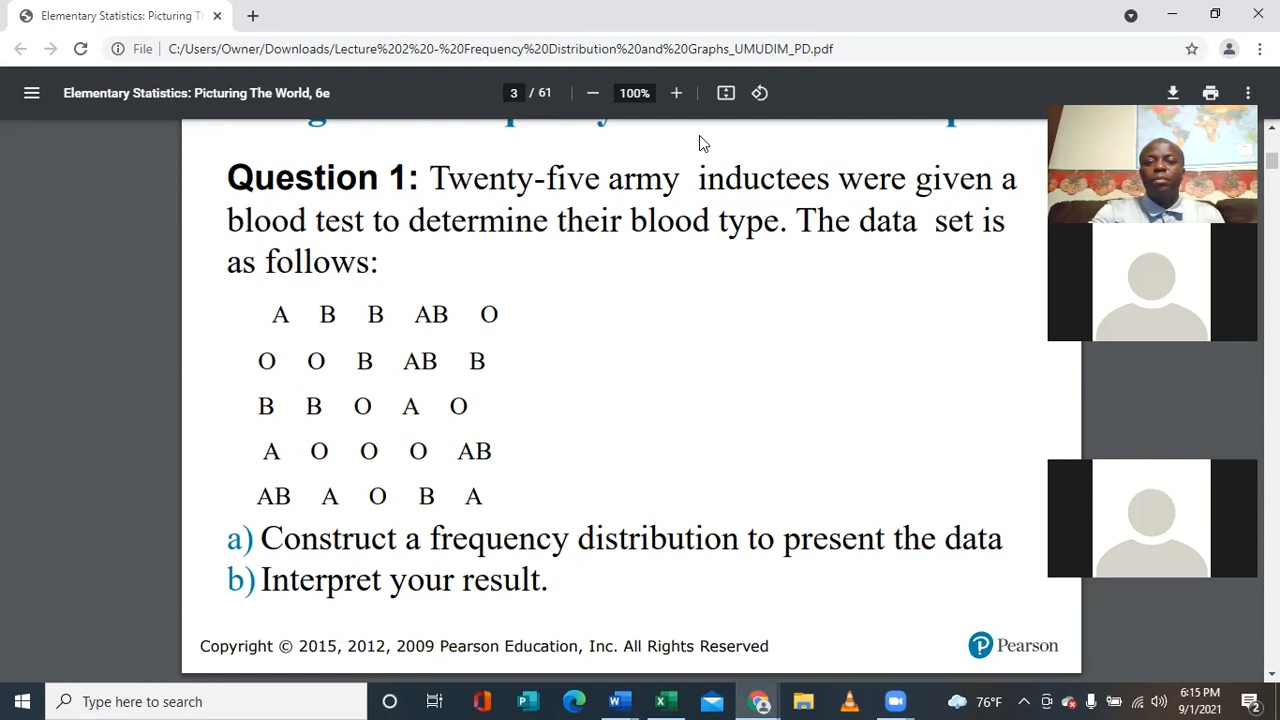 Elementary Statistics: Picturing T
File C:/Users/Owner/Downloads/Lecture%202%20-%20Frequency%20Distribution%20and%20Graphs_UMUDIM_PD.pdf
Elementary Statistics: Picturing The World, 6e 3 / 61 100%
Question 1: Twenty-five army inductees were given a
blood test to determine their blood type. The data set is
as follows:
A B B AB O
O O B AB B
B B O A O
A O O O AB
AB A O B A
a) Construct a frequency distribution to present the data
b) Interpret your result.
Copyright © 2015, 2012, 2009 Pearson Education, Inc. All Rights Reserved
P Pearson
Type here to search
76°F
6:15 PM
9/1/2021
2